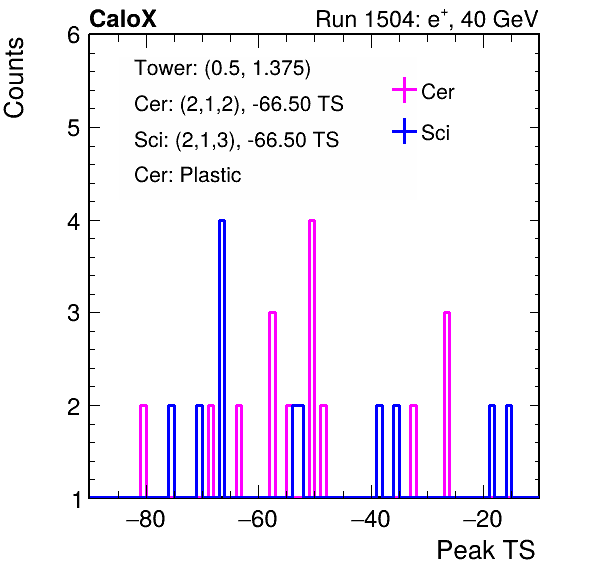 CaloX Run 1504: e⁺, 40 GeV
Counts
6
5
4
3
2
1
Tower: (0.5, 1.375)
Cer: (2,1,2), -66.50 TS
Sci: (2,1,3), -66.50 TS
Cer: Plastic
Cer
Sci
−80 −60 −40 −20
Peak TS